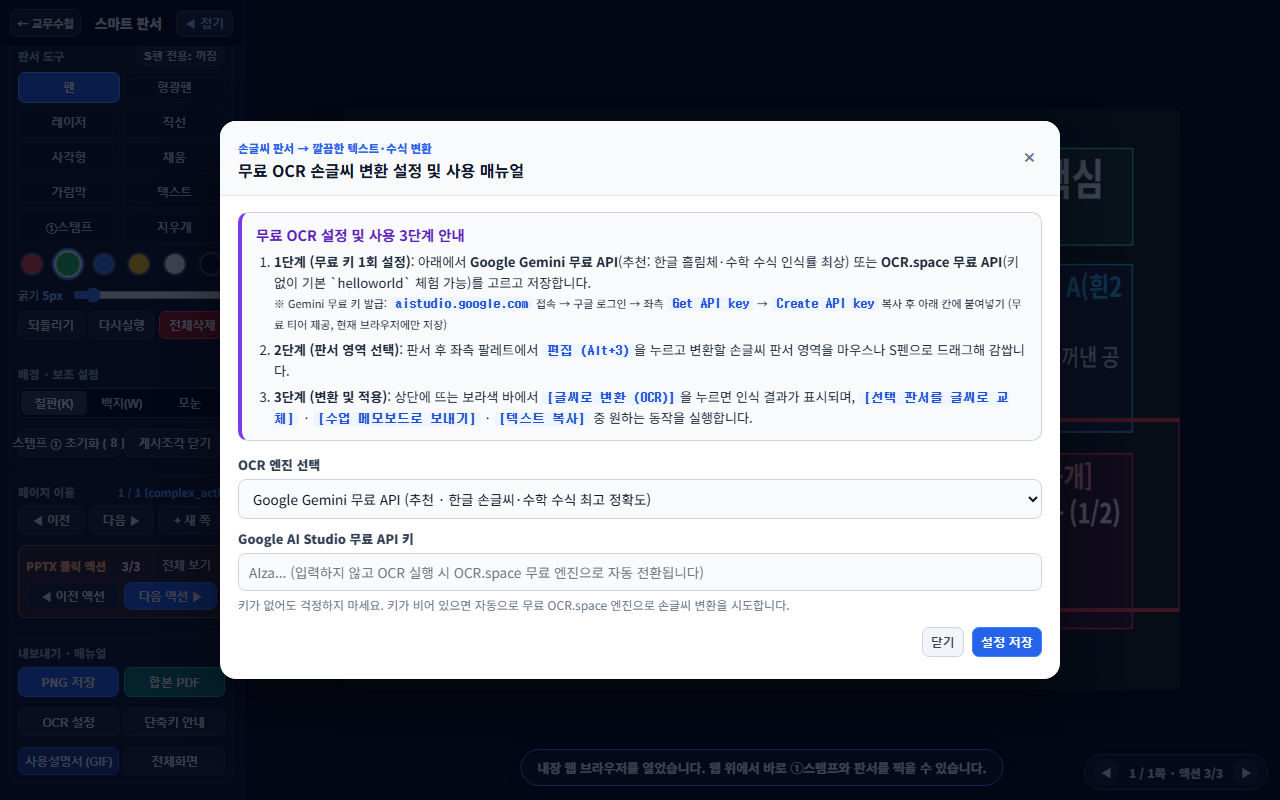 ← 교무수첩 스마트 판서 ◀ 접기
판서 도구 S펜 전용: 꺼짐
펜 형광펜
레이저 직선
사각형 채움
가림막 텍스트
①스탬프 지우개
굵기 5px
되돌리기 다시실행 전체삭제
배경 · 보조 설정
칠판(K) 백지(W) 모눈
스탬프 ① 초기화 ( 8 ) 게시조각 닫기
페이지 이동 1 / 1 (complex_acti
◀ 이전 다음 ▶ + 새 쪽
PPTX 클릭 액션 3/3 전체 보기
◀ 이전 액션 다음 액션 ▶
내보내기 · 매뉴얼
PNG 저장 합본 PDF
OCR 설정 단축키 안내
사용설명서 (GIF) 전체화면
손글씨 판서 → 깔끔한 텍스트·수식 변환
무료 OCR 손글씨 변환 설정 및 사용 매뉴얼
×
무료 OCR 설정 및 사용 3단계 안내
1. 1단계 (무료 키 1회 설정): 아래에서 Google Gemini 무료 API(추천: 한글 흘림체·수학 수식 인식률 최상) 또는 OCR.space 무료 API(키
없이 기본 `helloworld` 체험 가능)를 고르고 저장합니다.
※ Gemini 무료 키 발급: aistudio.google.com 접속 → 구글 로그인 → 좌측 Get API key → Create API key 복사 후 아래 칸에 붙여넣기 (무
료 티어 제공, 현재 브라우저에만 저장)
2. 2단계 (판서 영역 선택): 판서 후 좌측 팔레트에서 편집 (Alt+3) 을 누르고 변환할 손글씨 판서 영역을 마우스나 S펜으로 드래그해 감쌉니
다.
3. 3단계 (변환 및 적용): 상단에 뜨는 보라색 바에서 [글씨로 변환 (OCR)] 을 누르면 인식 결과가 표시되며, [선택 판서를 글씨로 교
체] · [수업 메모보드로 보내기] · [텍스트 복사] 중 원하는 동작을 실행합니다.
OCR 엔진 선택
Google Gemini 무료 API (추천 · 한글 손글씨·수학 수식 최고 정확도)
Google AI Studio 무료 API 키
AIza... (입력하지 않고 OCR 실행 시 OCR.space 무료 엔진으로 자동 전환됩니다)
키가 없어도 걱정하지 마세요. 키가 비어 있으면 자동으로 무료 OCR.space 엔진으로 손글씨 변환을 시도합니다.
닫기 설정 저장
핵심
A(흰2
꺼낸 공
개]
(1/2)
내장 웹 브라우저를 열었습니다. 웹 위에서 바로 ①스탬프와 판서를 찍을 수 있습니다.
◀ 1 / 1쪽 · 액션 3/3 ▶